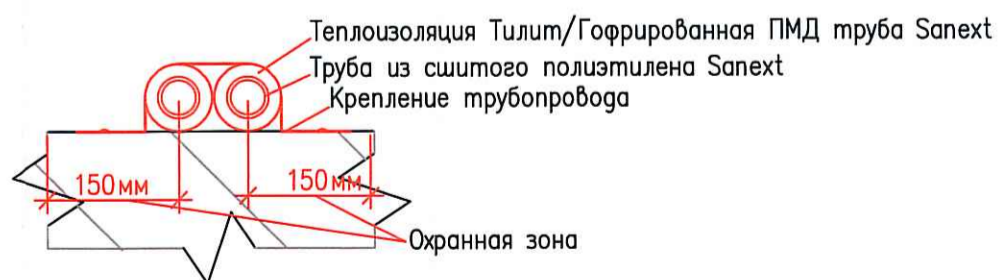 Теплоизоляция Тилит/Гофрированная ПМД труба Sanext
Труба из сшитого полиэтилена Sanext
Крепление трубопровода
150мм
150мм
Охранная зона